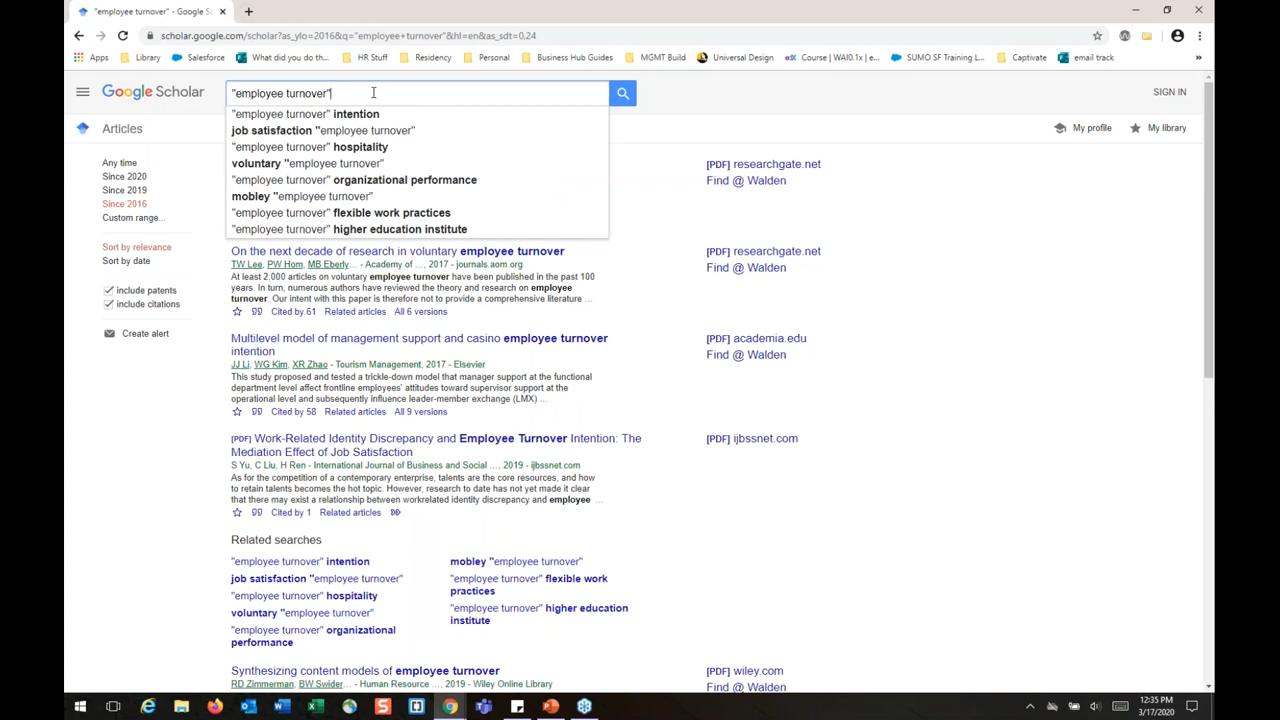 "employee turnover" - Google S
scholar.google.com/scholar?as_ylo=2016&q="employee+turnover"&hl=en&as_sdt=0,24
Apps
Library
Salesforce
What did you do th...
HR Stuff
Residency
Personal
Business Hub Guides
MGMT Build
Universal Design
Course | WAI0.1x | e...
SUMO SF Training L...
Captivate
email track
»
Google Scholar
"employee turnover"
SIGN IN
Articles
My profile
My library
"employee turnover" intention
job satisfaction "employee turnover"
"employee turnover" hospitality
voluntary "employee turnover"
"employee turnover" organizational performance
mobley "employee turnover"
"employee turnover" flexible work practices
"employee turnover" higher education institute
Any time
Since 2020
Since 2019
Since 2016
Custom range...
Sort by relevance
Sort by date
include patents
include citations
Create alert
[PDF] researchgate.net
Find @ Walden
On the next decade of research in voluntary employee turnover
TW Lee, PW Hom, MB Eberly... - Academy of ..., 2017 - journals.aom.org
At least 2,000 articles on voluntary employee turnover have been published in the past 100
years. In turn, numerous authors have reviewed the theory and research on employee
turnover. Our intent with this paper is therefore not to provide a comprehensive literature ...
Cited by 61 Related articles All 6 versions
[PDF] researchgate.net
Find @ Walden
Multilevel model of management support and casino employee turnover
intention
JJ Li, WG Kim, XR Zhao - Tourism Management, 2017 - Elsevier
This study proposed and tested a trickle-down model that manager support at the functional
department level affect frontline employees' attitudes toward supervisor support at the
operational level and subsequently influence leader-member exchange (LMX) ...
Cited by 58 Related articles All 9 versions
[PDF] academia.edu
Find @ Walden
[PDF] Work-Related Identity Discrepancy and Employee Turnover Intention: The
Mediation Effect of Job Satisfaction
S Yu, C Liu, H Ren - International Journal of Business and Social ..., 2019 - ijbssnet.com
As for the competition of a contemporary enterprise, talents are the core resources, and how
to retain talents becomes the hot topic. However, research to date has not yet made it clear
that there may exist a relationship between workrelated identity discrepancy and employee ...
Cited by 1 Related articles
[PDF] ijbssnet.com
Related searches
"employee turnover" intention
job satisfaction "employee turnover"
"employee turnover" hospitality
voluntary "employee turnover"
"employee turnover" organizational
performance
mobley "employee turnover"
"employee turnover" flexible work
practices
"employee turnover" higher education
institute
Synthesizing content models of employee turnover
RD Zimmerman, BW Swider... - Human Resource ..., 2019 - Wiley Online Library
[PDF] wiley.com
Find @ Walden
12:35 PM
3/17/2020